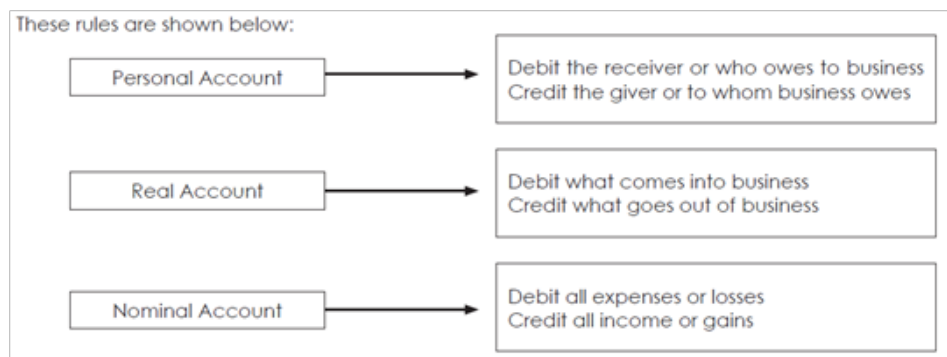 These rules are shown below:
Personal Account
Debit the receiver or who owes to business
Credit the giver or to whom business owes
Real Account
Debit what comes into business
Credit what goes out of business
Nominal Account
Debit all expenses or losses
Credit all income or gains